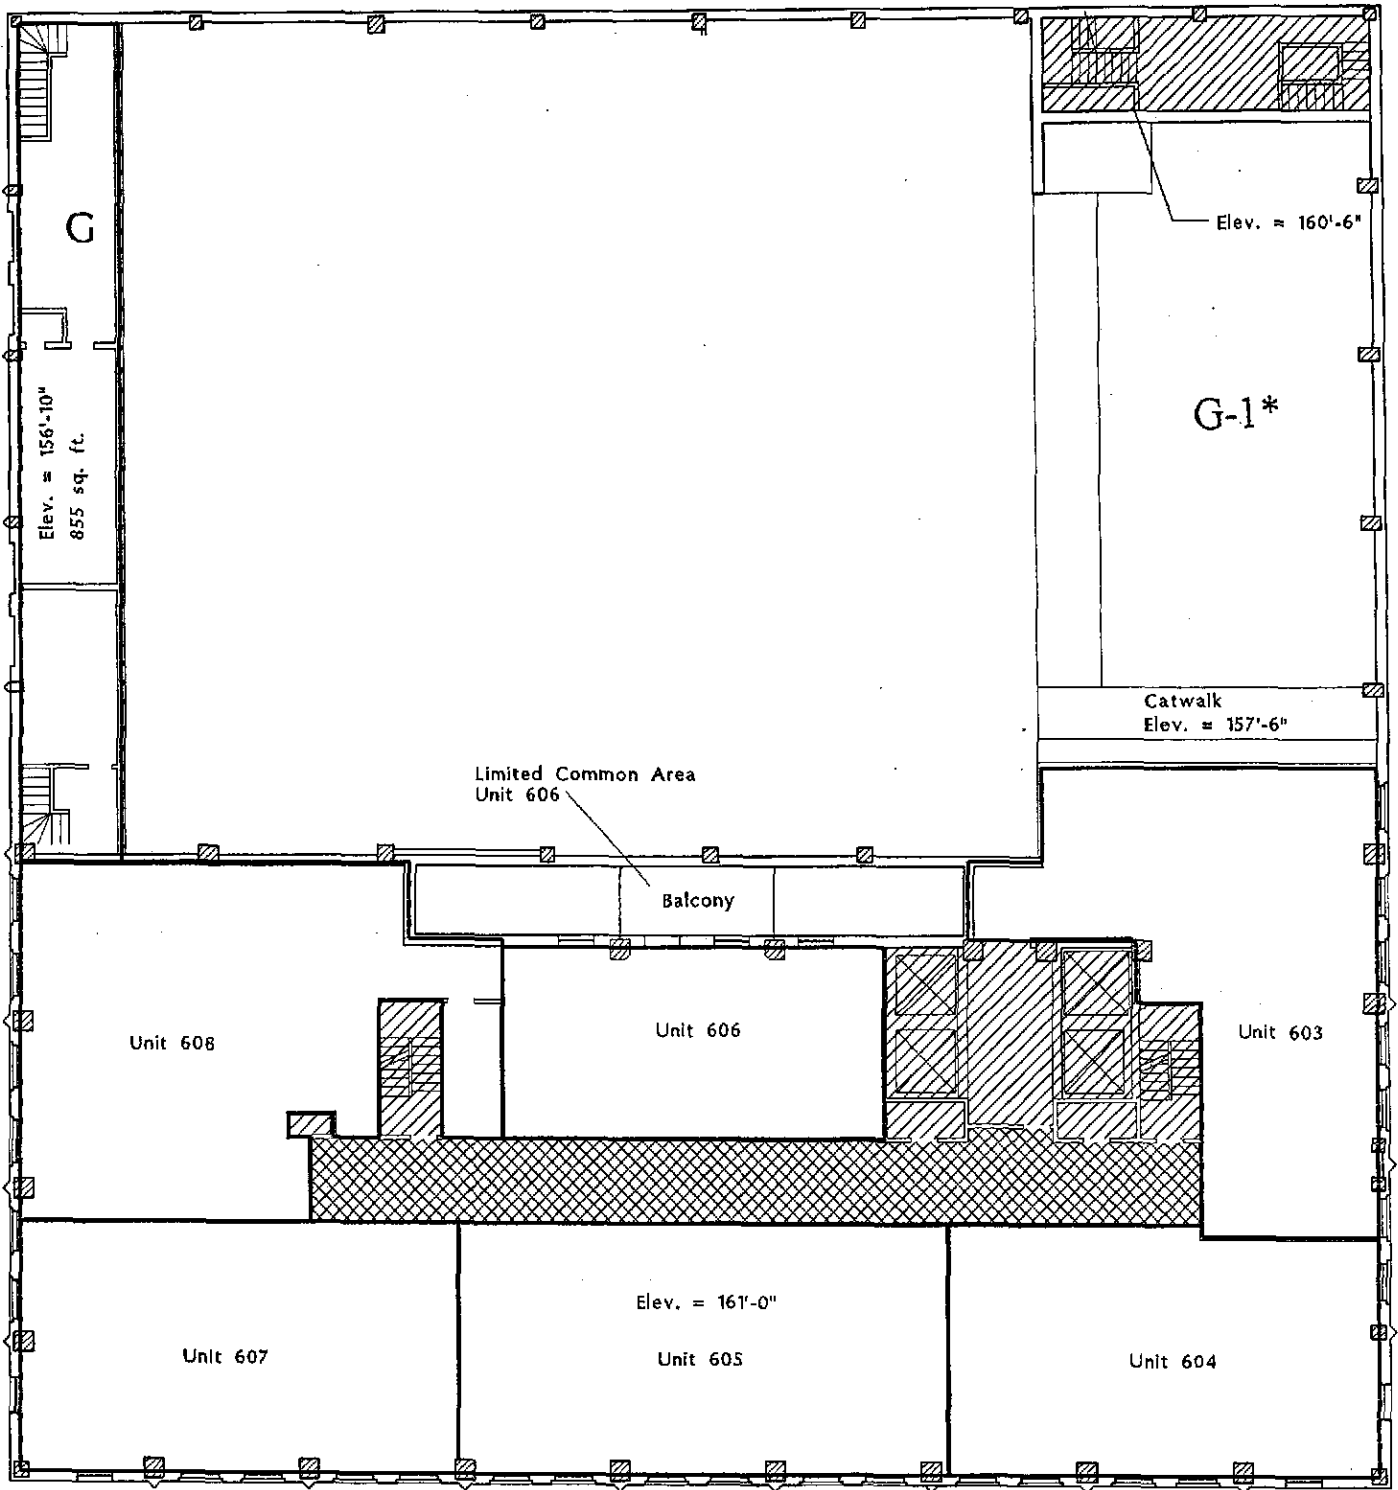 G
Elev. = 160'-6"
Elev. = 156'-10"
855 sq. ft.
G-1*
Catwalk
Elev. = 157'-6"
Limited Common Area
Unit 606
Balcony
Unit 608
Unit 606
Unit 603
Elev. = 161'-0"
Unit 607
Unit 605
Unit 604